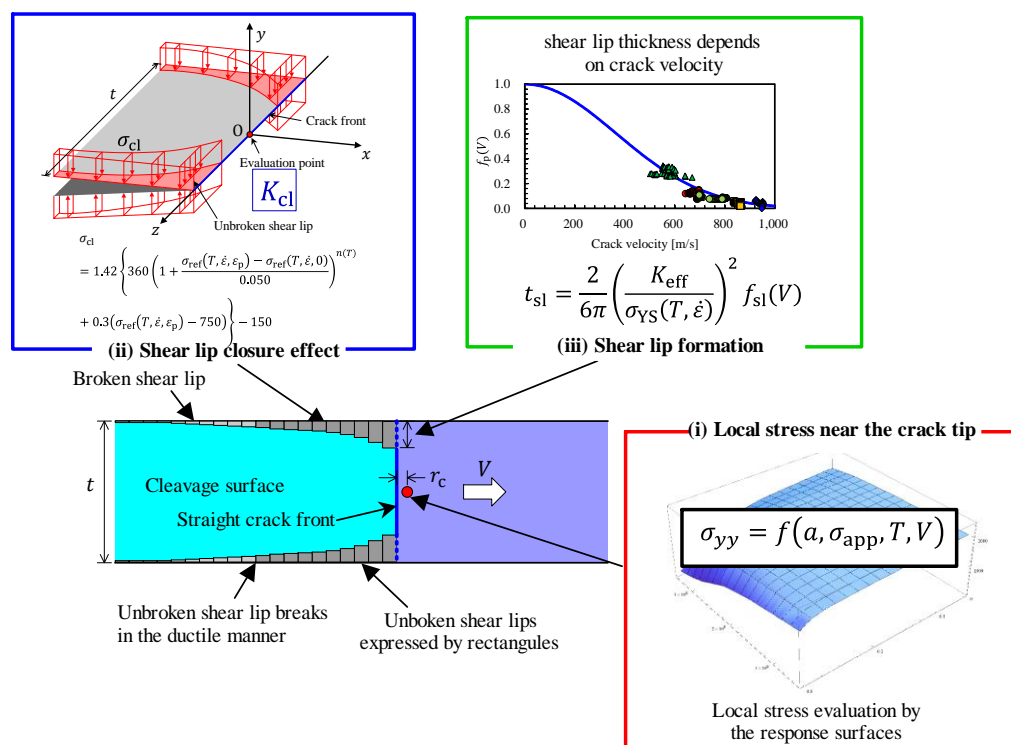 y
t
σcl
O
Crack front
x
Evaluation point
Kcl
z
Unbroken shear lip
σcl
= 1.42 {360 (1 + (σref(T, ε̇, εp) − σref(T, ε̇, 0)) / 0.050)^n(T)
+ 0.3(σref(T, ε̇, εp) − 750)} − 150
(ii) Shear lip closure effect
shear lip thickness depends
on crack velocity
fp(V)
1.0
0.8
0.6
0.4
0.2
0.0
0 200 400 600 800 1,000
Crack velocity [m/s]
tsl = 2/6π (Keff / σYS(T, ε̇))^2 fsl(V)
(iii) Shear lip formation
Broken shear lip
t
Cleavage surface
Straight crack front
rc
V
Unbroken shear lip breaks
in the ductile manner
Unboken shear lips
expressed by rectangules
(i) Local stress near the crack tip
σyy = f(a, σapp, T, V)
Local stress evaluation by
the response surfaces